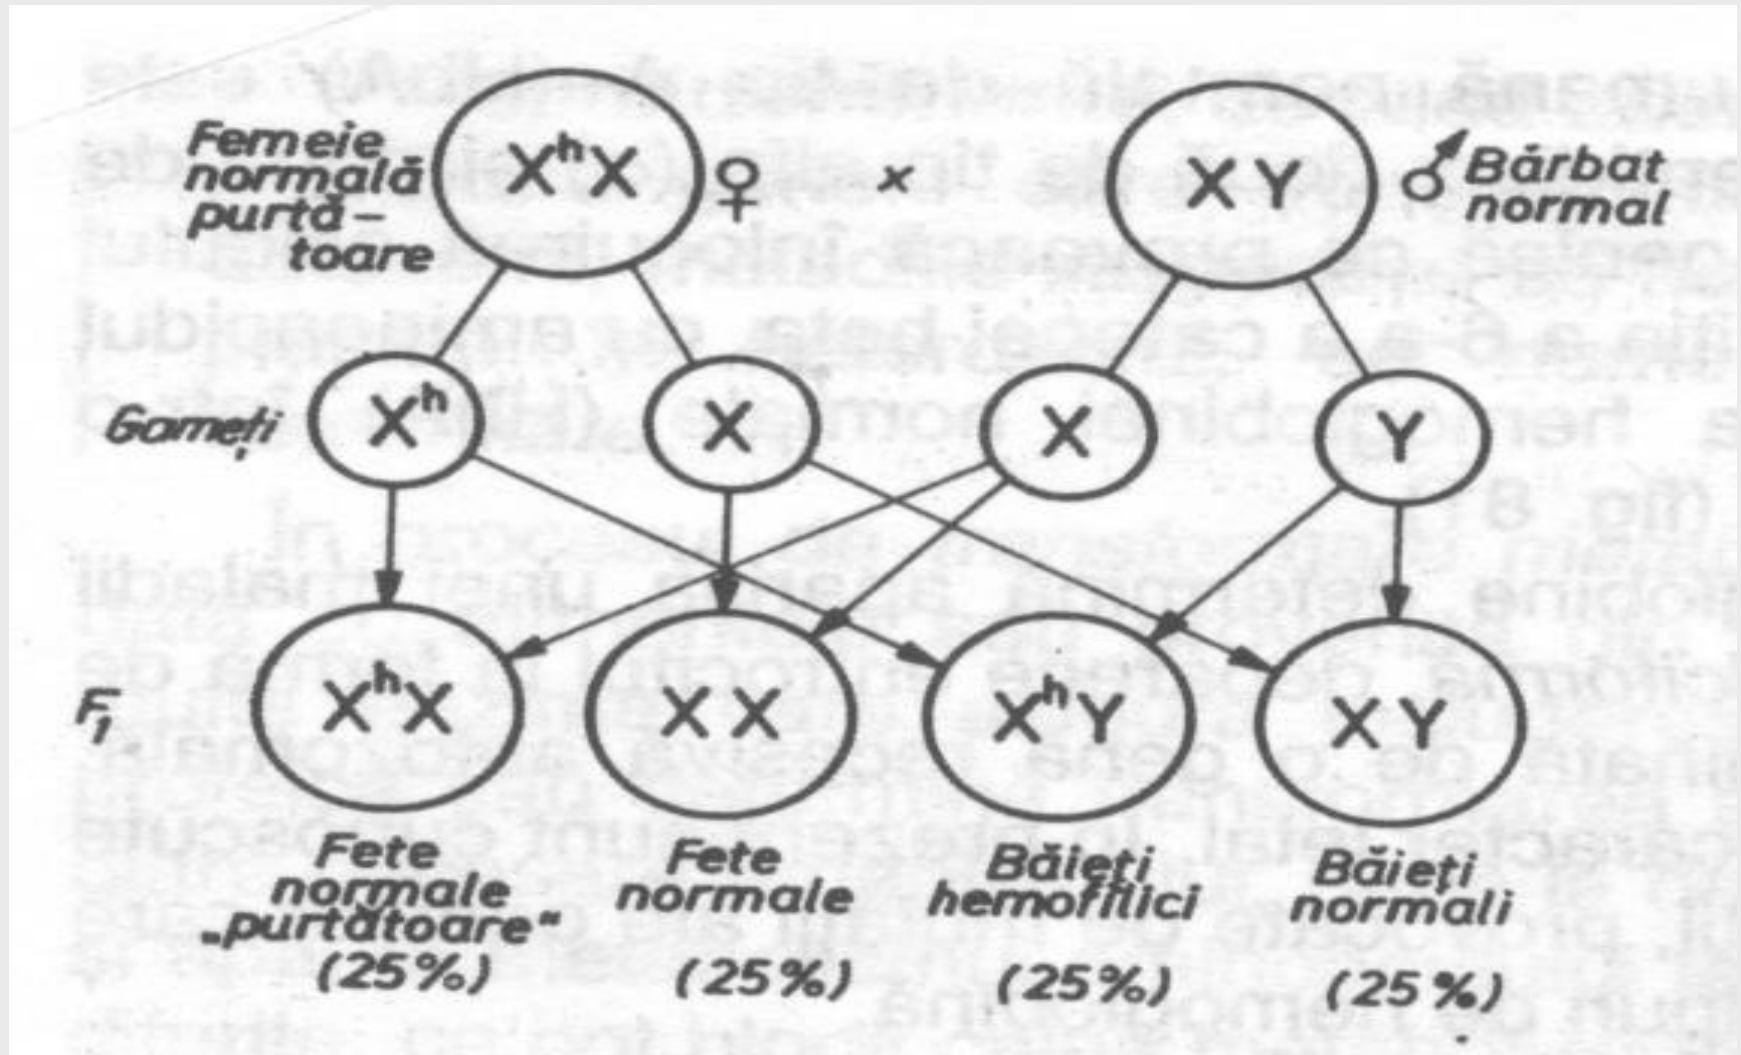 Femeie
normală
purtă-
toare
XʰX
♀
x
XY
♂
Bărbat
normal
Gameți
Xʰ
X
X
Y
F₁
XʰX
XX
XʰY
XY
Fete
normale
„purtătoare“
(25%)
Fete
normale
(25%)
Băieți
hemofilici
(25%)
Băieți
normali
(25%)